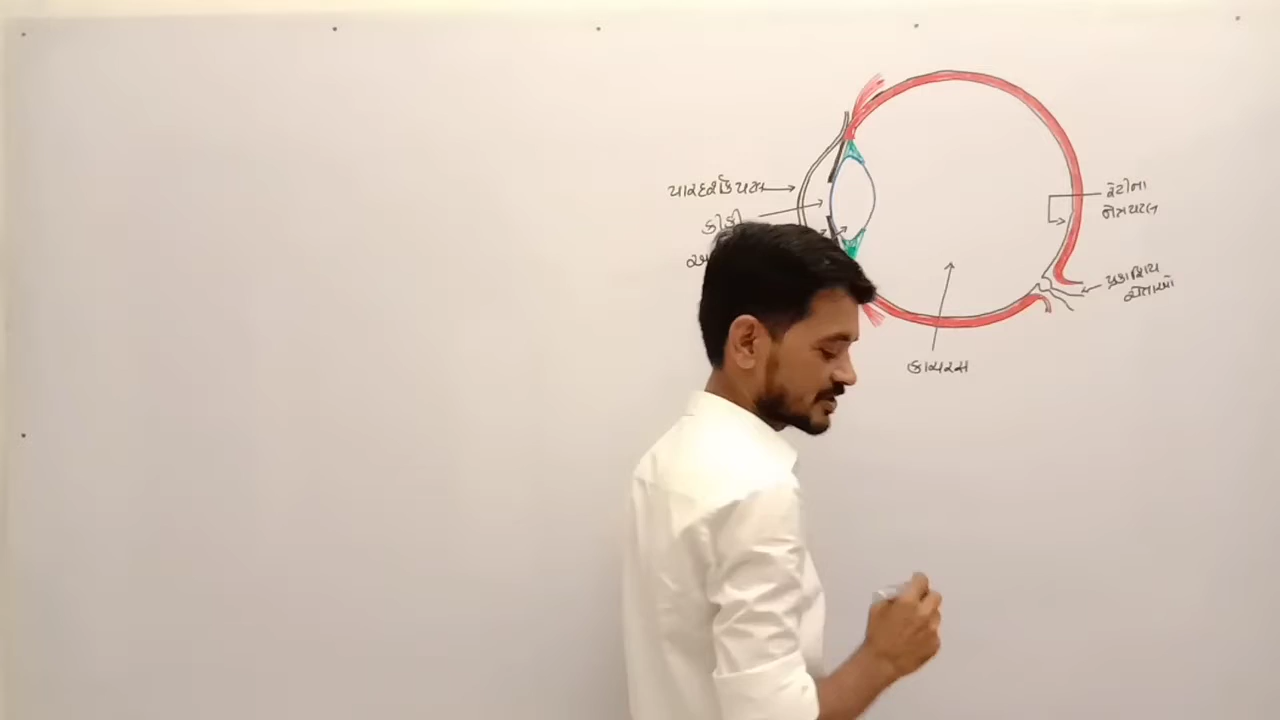 પારદર્શક પટલ
કીકી
રેટીના
નેત્રપટલ
પ્રકાશિય
ચેતાઓ
કાચરસ